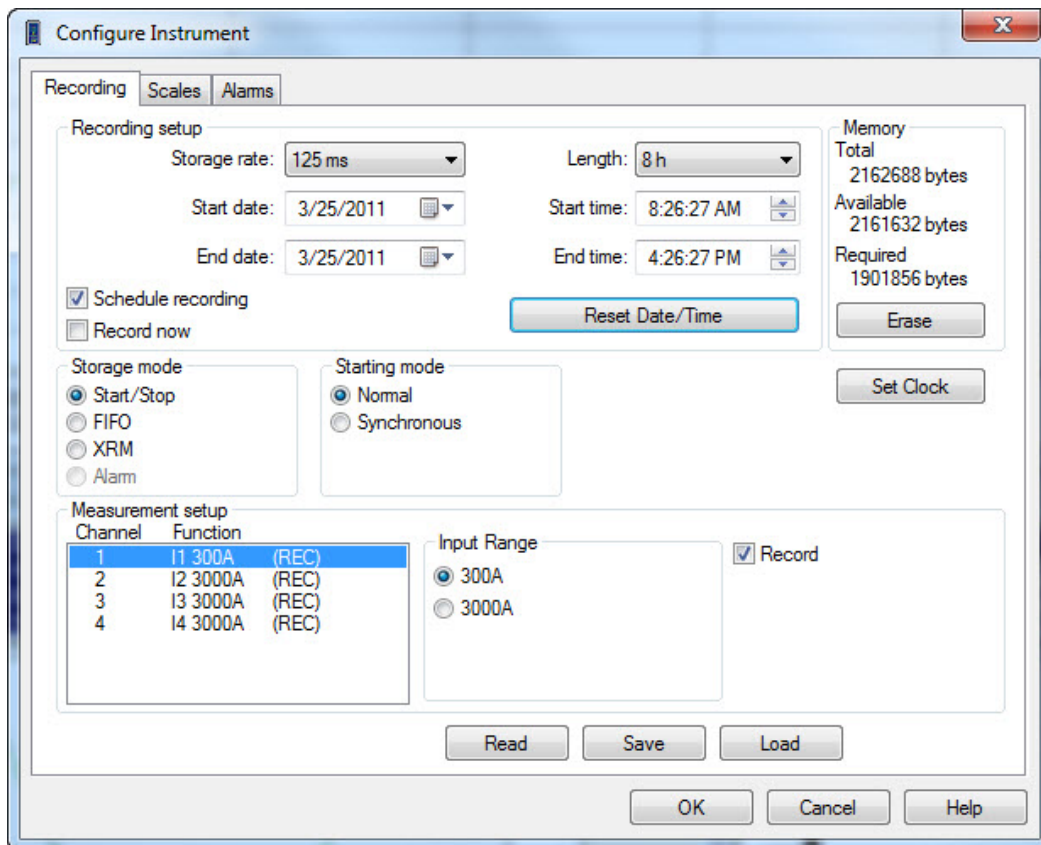 Configure Instrument
Recording Scales Alarms
Recording setup
Storage rate: 125 ms Length: 8 h
Start date: 3/25/2011 Start time: 8:26:27 AM
End date: 3/25/2011 End time: 4:26:27 PM
Schedule recording
Record now
Reset Date/Time
Memory
Total
2162688 bytes
Available
2161632 bytes
Required
1901856 bytes
Erase
Set Clock
Storage mode
Start/Stop
FIFO
XRM
Alarm
Starting mode
Normal
Synchronous
Measurement setup
Channel Function
1 I1 300A (REC)
2 I2 3000A (REC)
3 I3 3000A (REC)
4 I4 3000A (REC)
Input Range
300A
3000A
Record
Read Save Load
OK Cancel Help